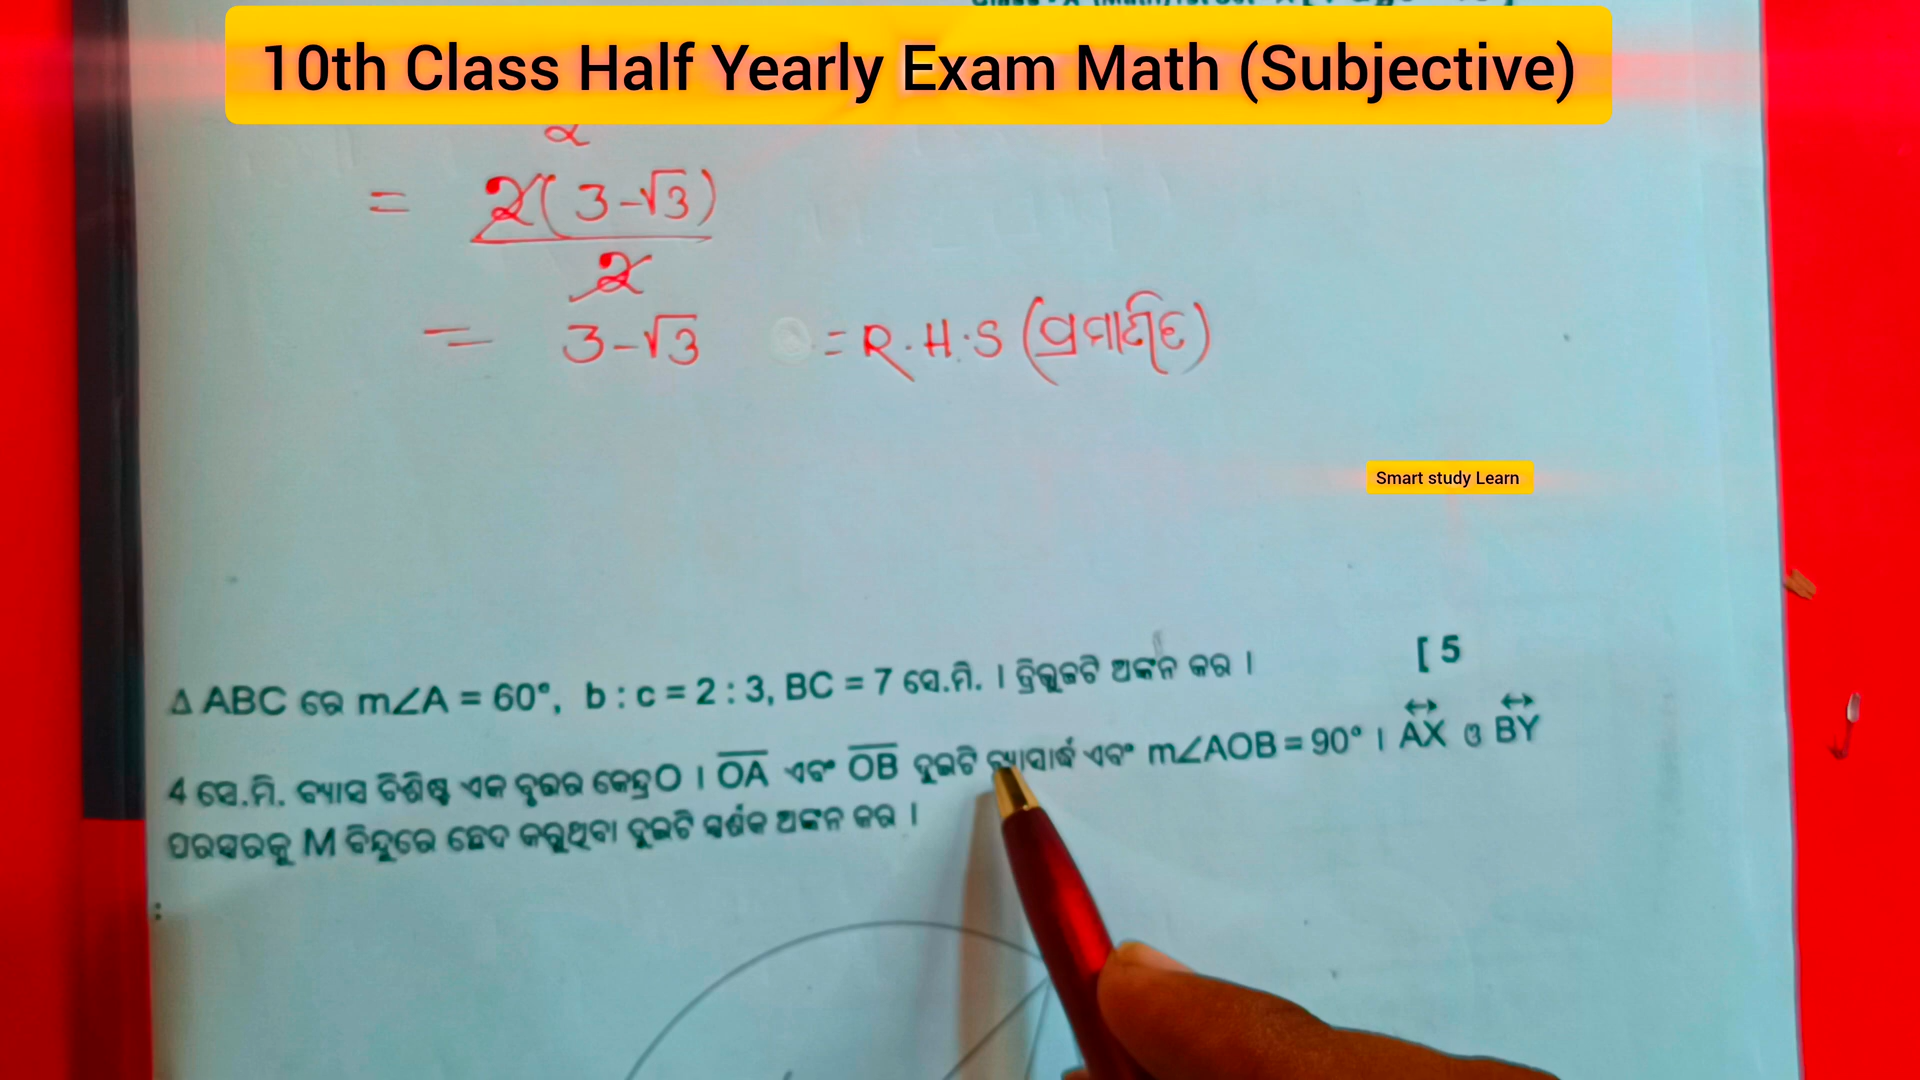 10th Class Half Yearly Exam Math (Subjective)
2
= 2(3-√3)
2
= 3-√3 = R.H.S (ପ୍ରମାଣିତ)
Smart study Learn
Δ ABC ରେ m∠A = 60°, b : c = 2 : 3, BC = 7 ସେ.ମି. । ତ୍ରିଭୁଜଟି ଅଙ୍କନ କର । [ 5
4 ସେ.ମି. ବ୍ୟାସ ବିଶିଷ୍ଟ ଏକ ବୃତ୍ତର କେନ୍ଦ୍ର O । OA ଏବଂ OB ଦୁଇଟି ବ୍ୟାସାର୍ଦ୍ଧ ଏବଂ m∠AOB = 90° । AX ଓ BY
ପରସ୍ପରକୁ M ବିନ୍ଦୁରେ ଛେଦ କରୁଥିବା ଦୁଇଟି ସ୍ପର୍ଶକ ଅଙ୍କନ କର ।